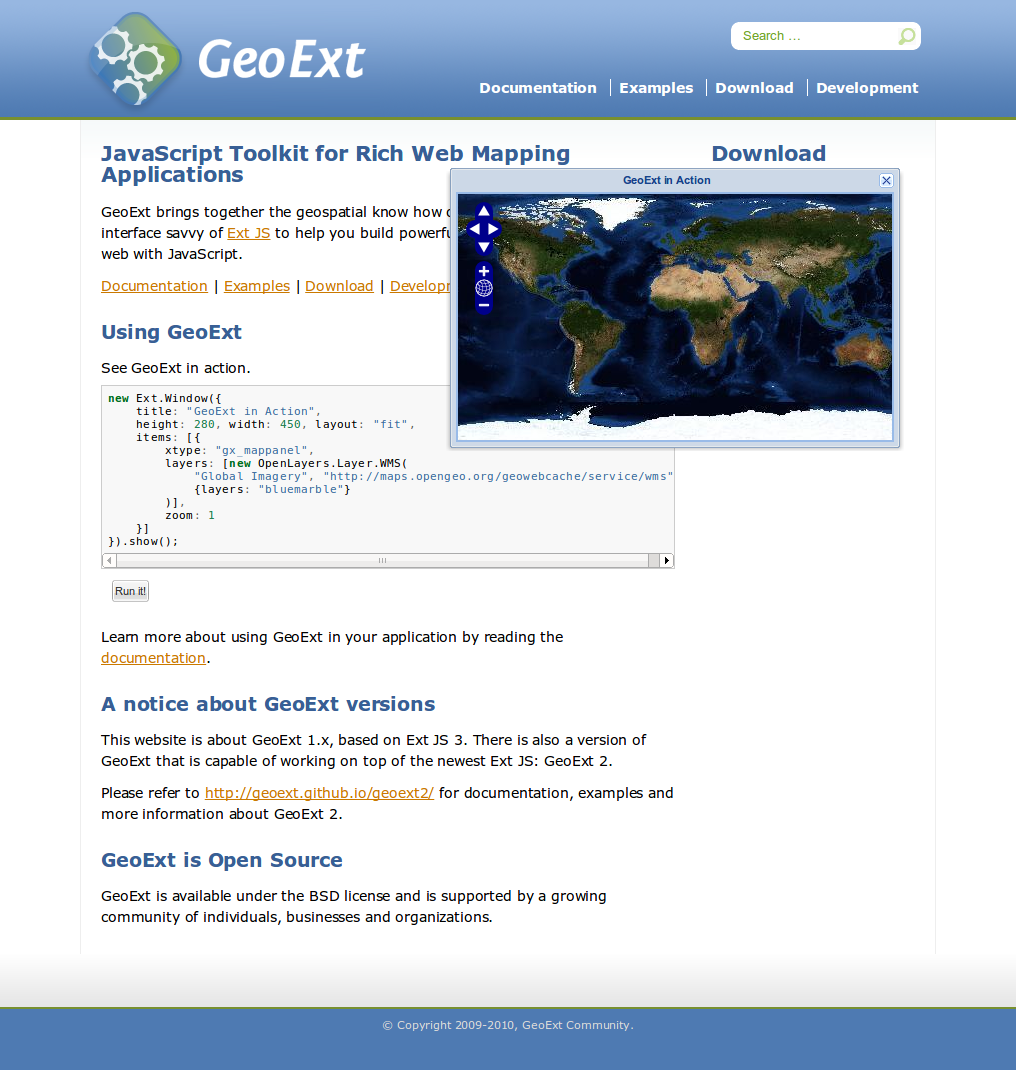 GeoExt
Search ...
Documentation
Examples
Download
Development
JavaScript Toolkit for Rich Web Mapping
Applications
Download
GeoExt in Action
GeoExt brings together the geospatial know how
interface savvy of Ext JS to help you build
web with JavaScript.
Documentation | Examples | Download |
Using GeoExt
See GeoExt in action.
new Ext.Window({
    title: "GeoExt in Action",
    height: 280, width: 450, layout: "fit",
    items: [{
        xtype: "gx_mappanel",
        layers: [new OpenLayers.Layer.WMS(
            "Global Imagery", "http://maps.opengeo.org/geowebcache/service/wms"
            {layers: "bluemarble"}
        )],
        zoom: 1
    }]
}).show();
Run it!
Learn more about using GeoExt in your application by reading the
documentation.
A notice about GeoExt versions
This website is about GeoExt 1.x, based on Ext JS 3. There is also a version of
GeoExt that is capable of working on top of the newest Ext JS: GeoExt 2.
Please refer to http://geoext.github.io/geoext2/ for documentation, examples and
more information about GeoExt 2.
GeoExt is Open Source
GeoExt is available under the BSD license and is supported by a growing
community of individuals, businesses and organizations.
© Copyright 2009-2010, GeoExt Community.